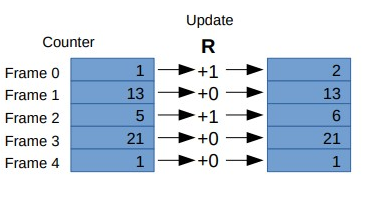 Update
Counter
R
Frame 0 1 +1 2
Frame 1 13 +0 13
Frame 2 5 +1 6
Frame 3 21 +0 21
Frame 4 1 +0 1